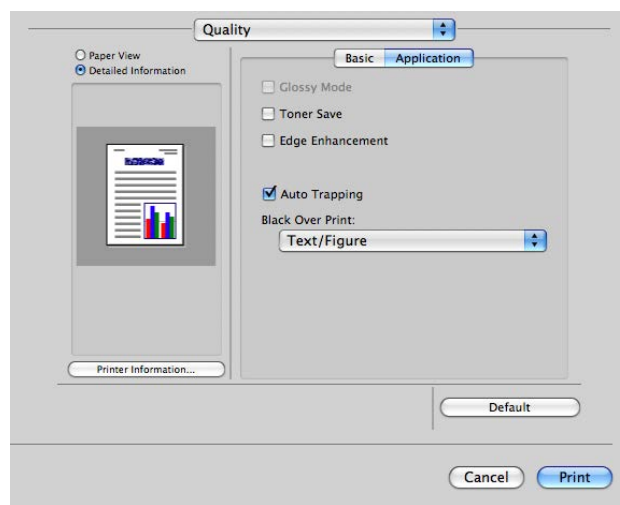 Quality
Paper View
Detailed Information
Printer Information...
Basic Application
Glossy Mode
Toner Save
Edge Enhancement
Auto Trapping
Black Over Print:
Text/Figure
Default
Cancel Print